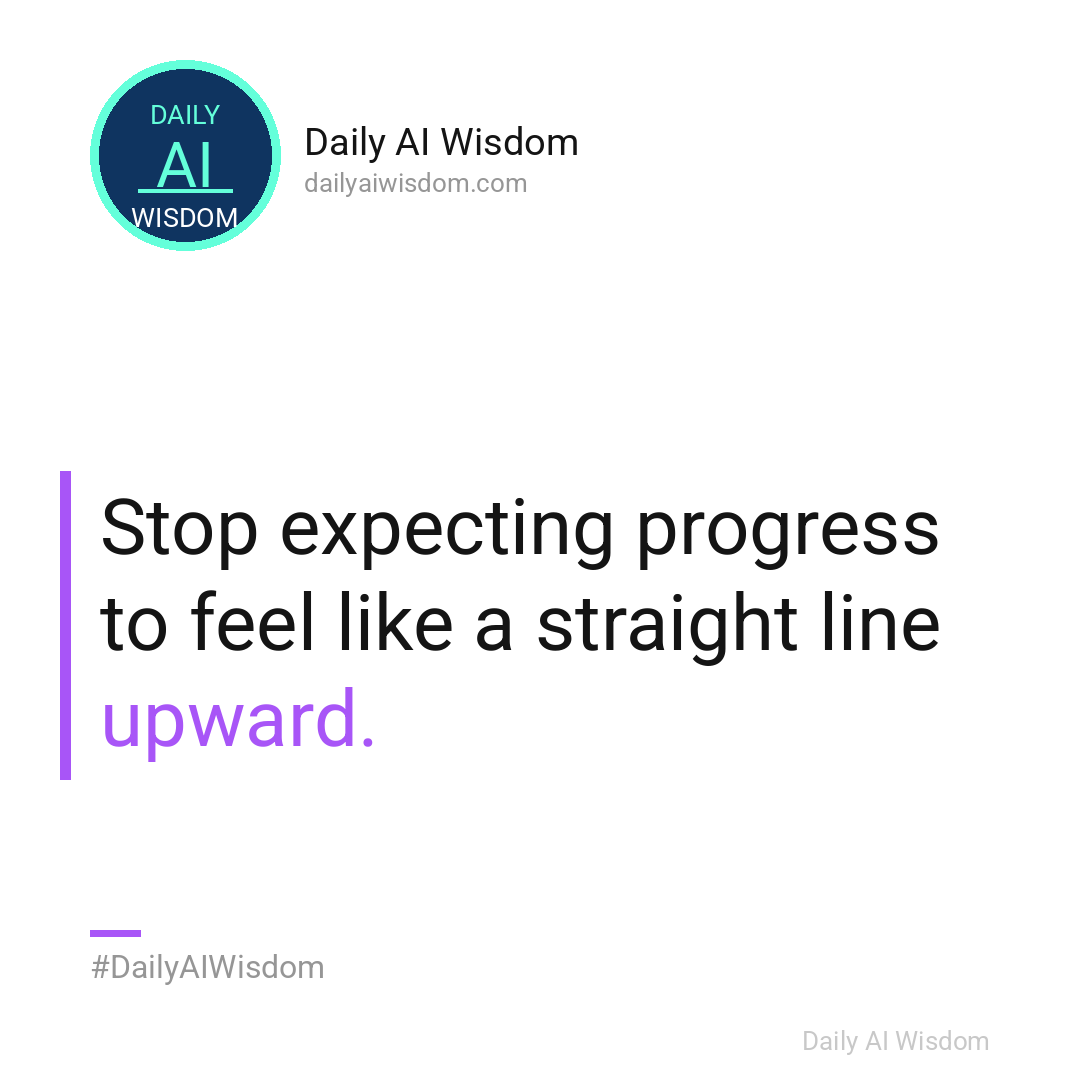 DAILY
AI
WISDOM
Daily AI Wisdom
dailyaiwisdom.com
Stop expecting progress
to feel like a straight line
upward.
#DailyAIWisdom
Daily AI Wisdom